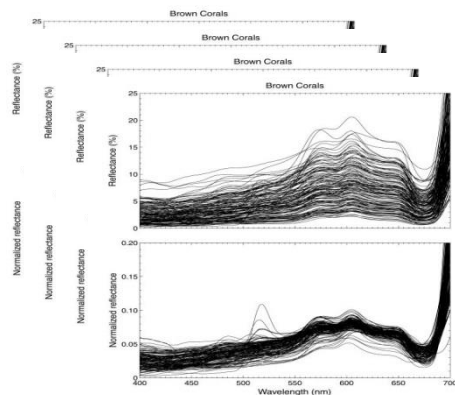 Brown Corals
25
Brown Corals
25
Brown Corals
25
Brown Corals
Reflectance (%)
Reflectance (%)
Reflectance (%)
Reflectance (%)
25
20
15
10
5
0
Normalized reflectance
Normalized reflectance
Normalized reflectance
Normalized reflectance
0.20
0.15
0.10
0.05
0.00
400 450 500 550 600 650 700
Wavelength (nm)